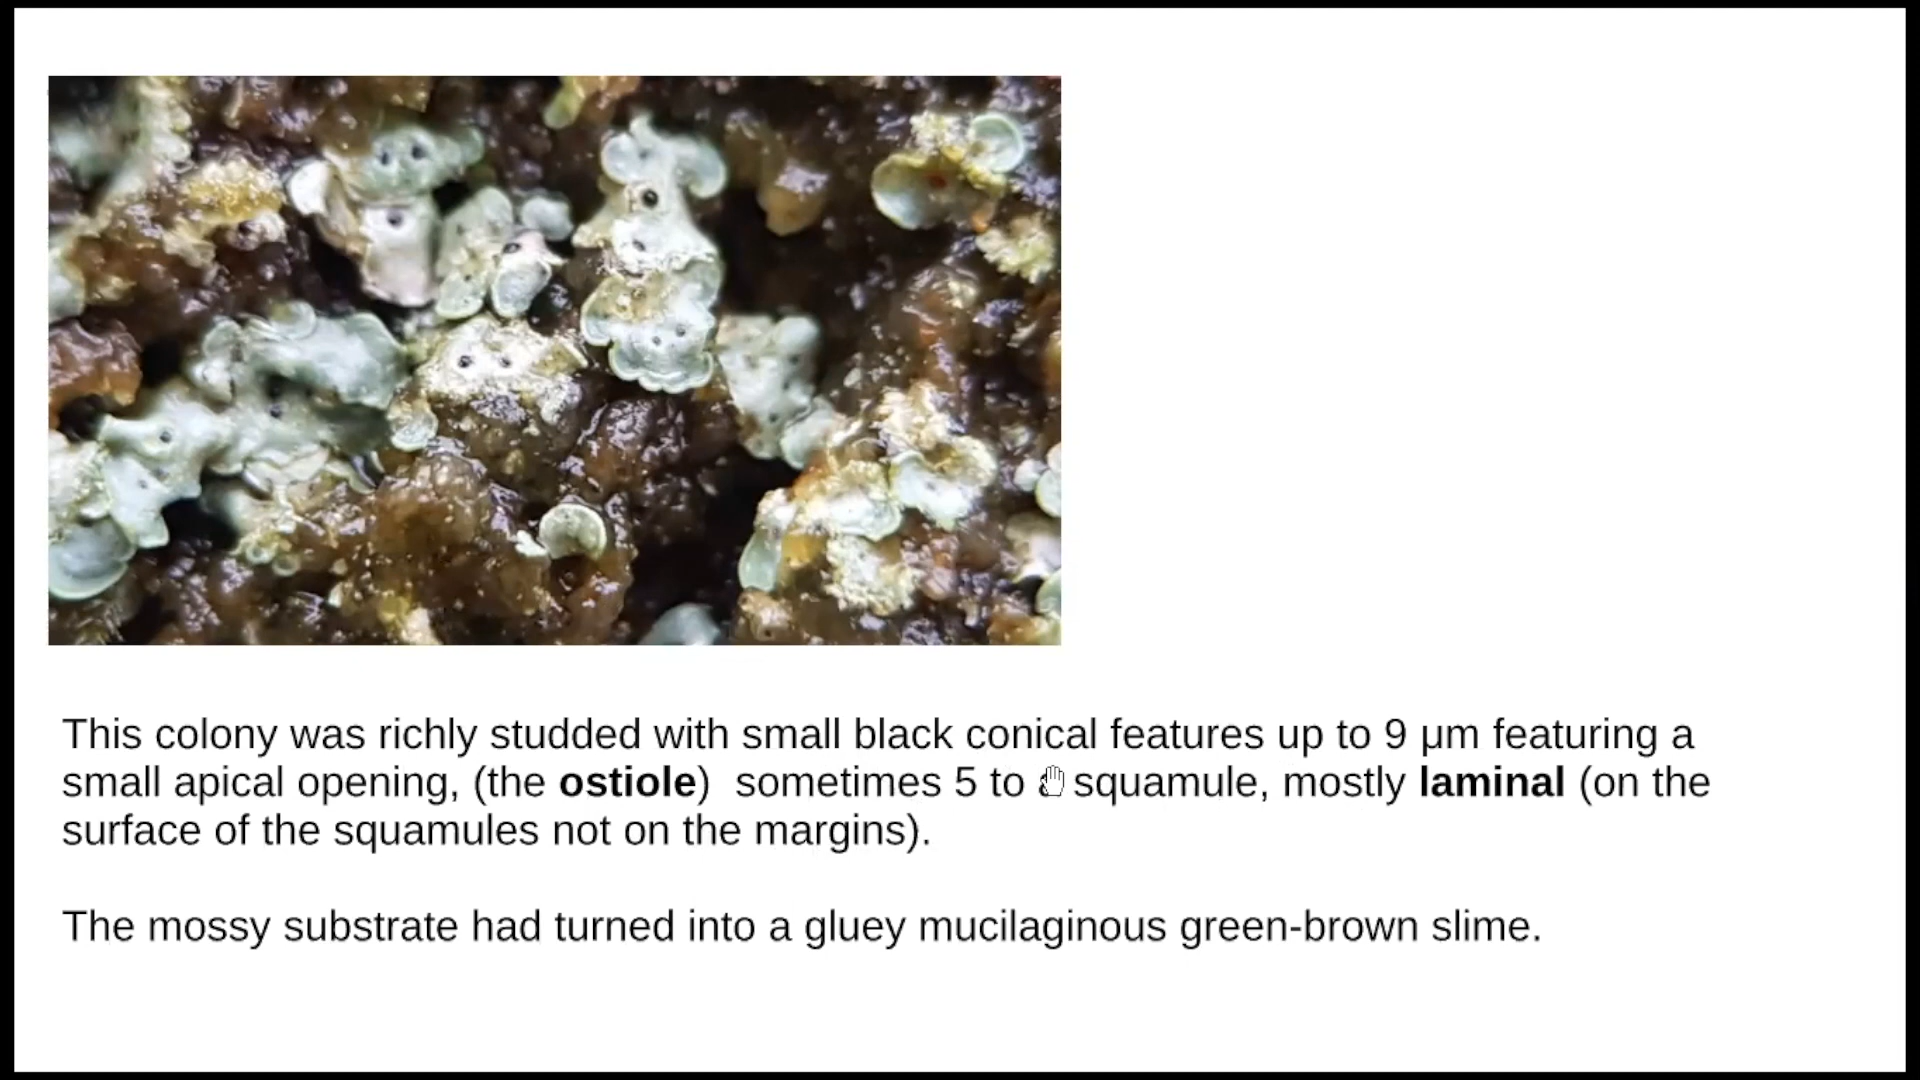 This colony was richly studded with small black conical features up to 9 μm featuring a
small apical opening, (the ostiole) sometimes 5 to squamule, mostly laminal (on the
surface of the squamules not on the margins).
The mossy substrate had turned into a gluey mucilaginous green-brown slime.